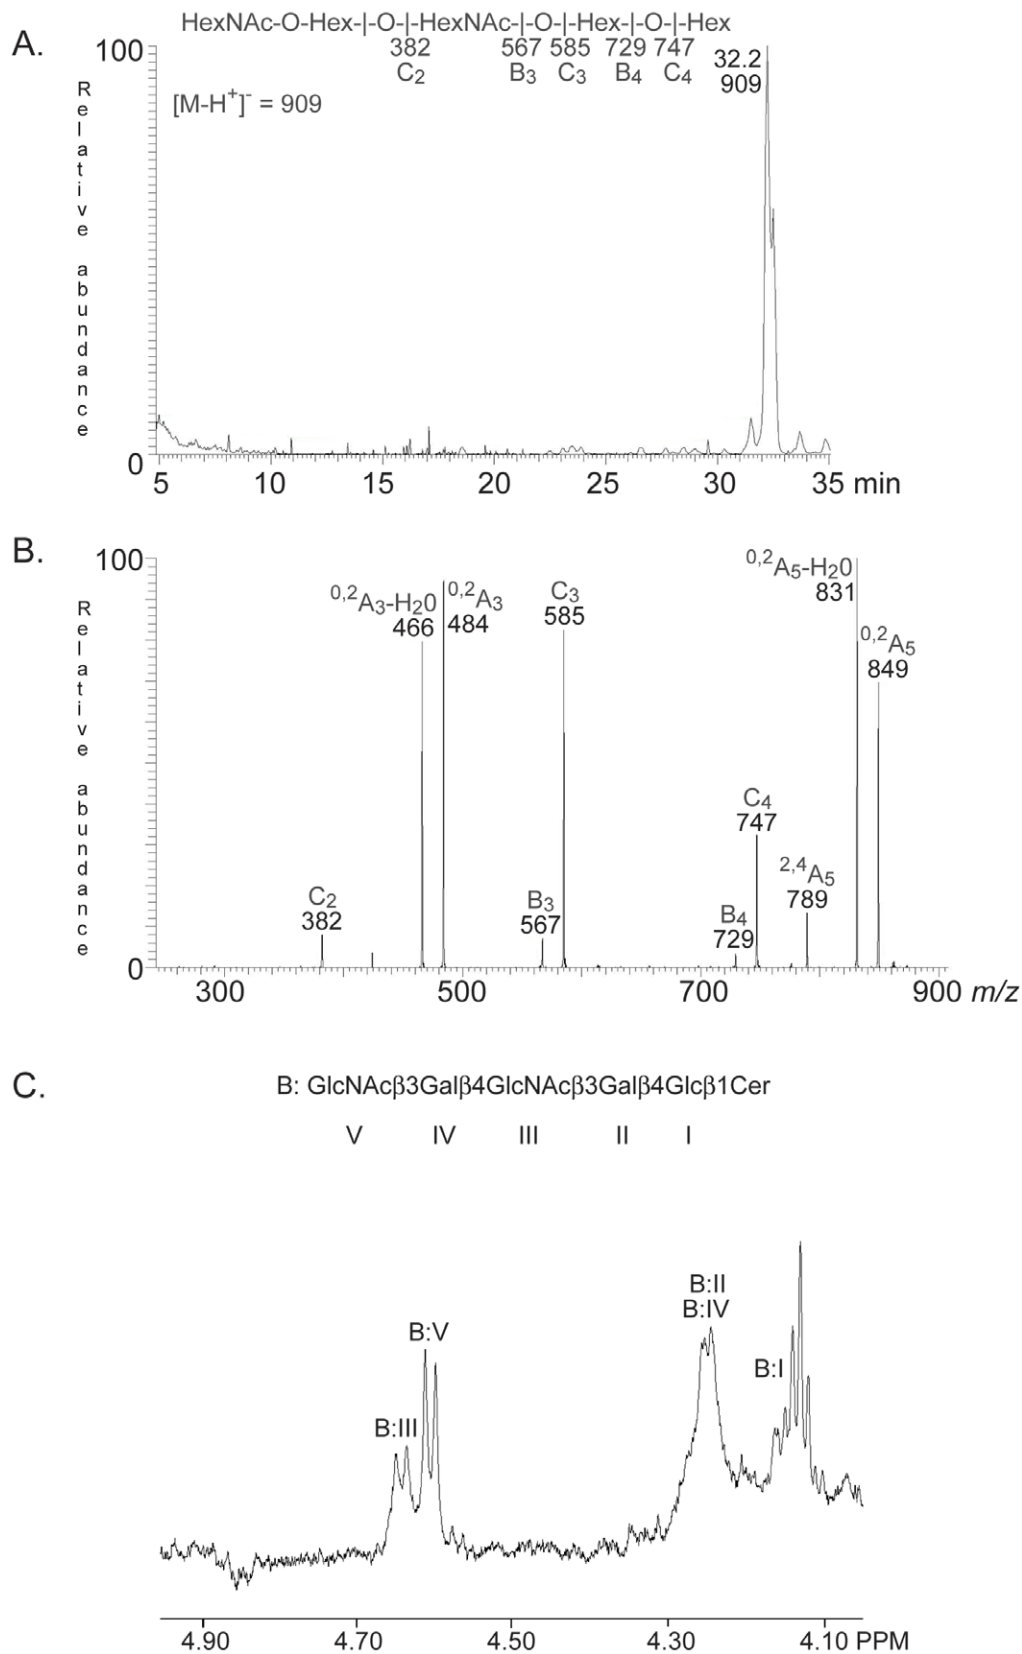 A.
HexNAc-O-Hex-|-O-|-HexNAc-|-O-|-Hex-|-O-|-Hex
382 567 585 729 747
C2 B3 C3 B4 C4
[M-H+]- = 909
32.2
909
100
Relative abundance
0
5 10 15 20 25 30 35 min
B.
100
Relative abundance
0
0,2A3-H20
466
0,2A3
484
C3
585
0,2A5-H20
831
0,2A5
849
C2
382
B3
567
C4
747
B4
729
2,4A5
789
300 500 700 900 m/z
C.
B: GlcNAcβ3Galβ4GlcNAcβ3Galβ4Glcβ1Cer
V IV III II I
B:III
B:V
B:II
B:IV
B:I
4.90 4.70 4.50 4.30 4.10 PPM